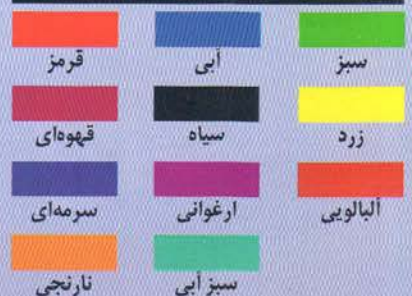 سبز آبی قرمز
زرد سیاه قهوه‌ای
آلبالویی ارغوانی سرمه‌ای
سبز آبی نارنجی